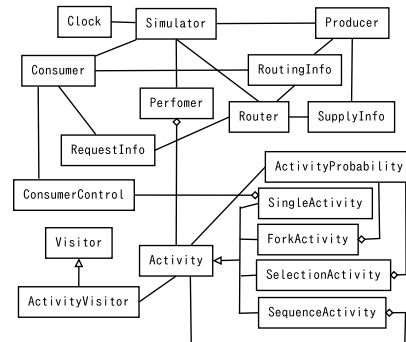 Clock
Simulator
Producer
Consumer
RoutingInfo
Perfomer
Router
SupplyInfo
RequestInfo
ActivityProbability
ConsumerControl
SingleActivity
Visitor
ForkActivity
Activity
SelectionActivity
ActivityVisitor
SequenceActivity